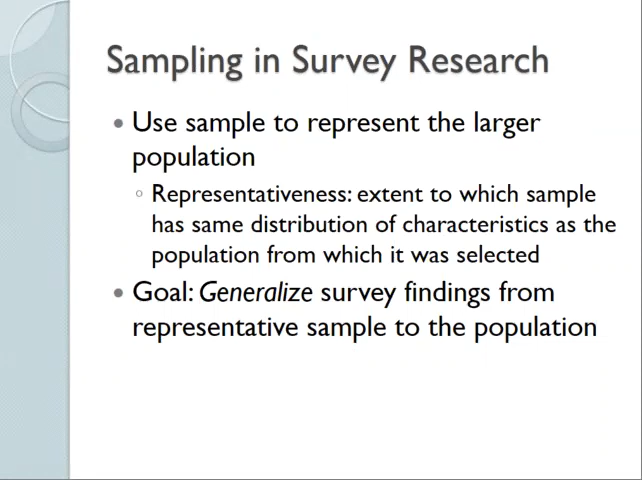 Sampling in Survey Research
• Use sample to represent the larger
population
◦ Representativeness: extent to which sample
has same distribution of characteristics as the
population from which it was selected
• Goal: Generalize survey findings from
representative sample to the population